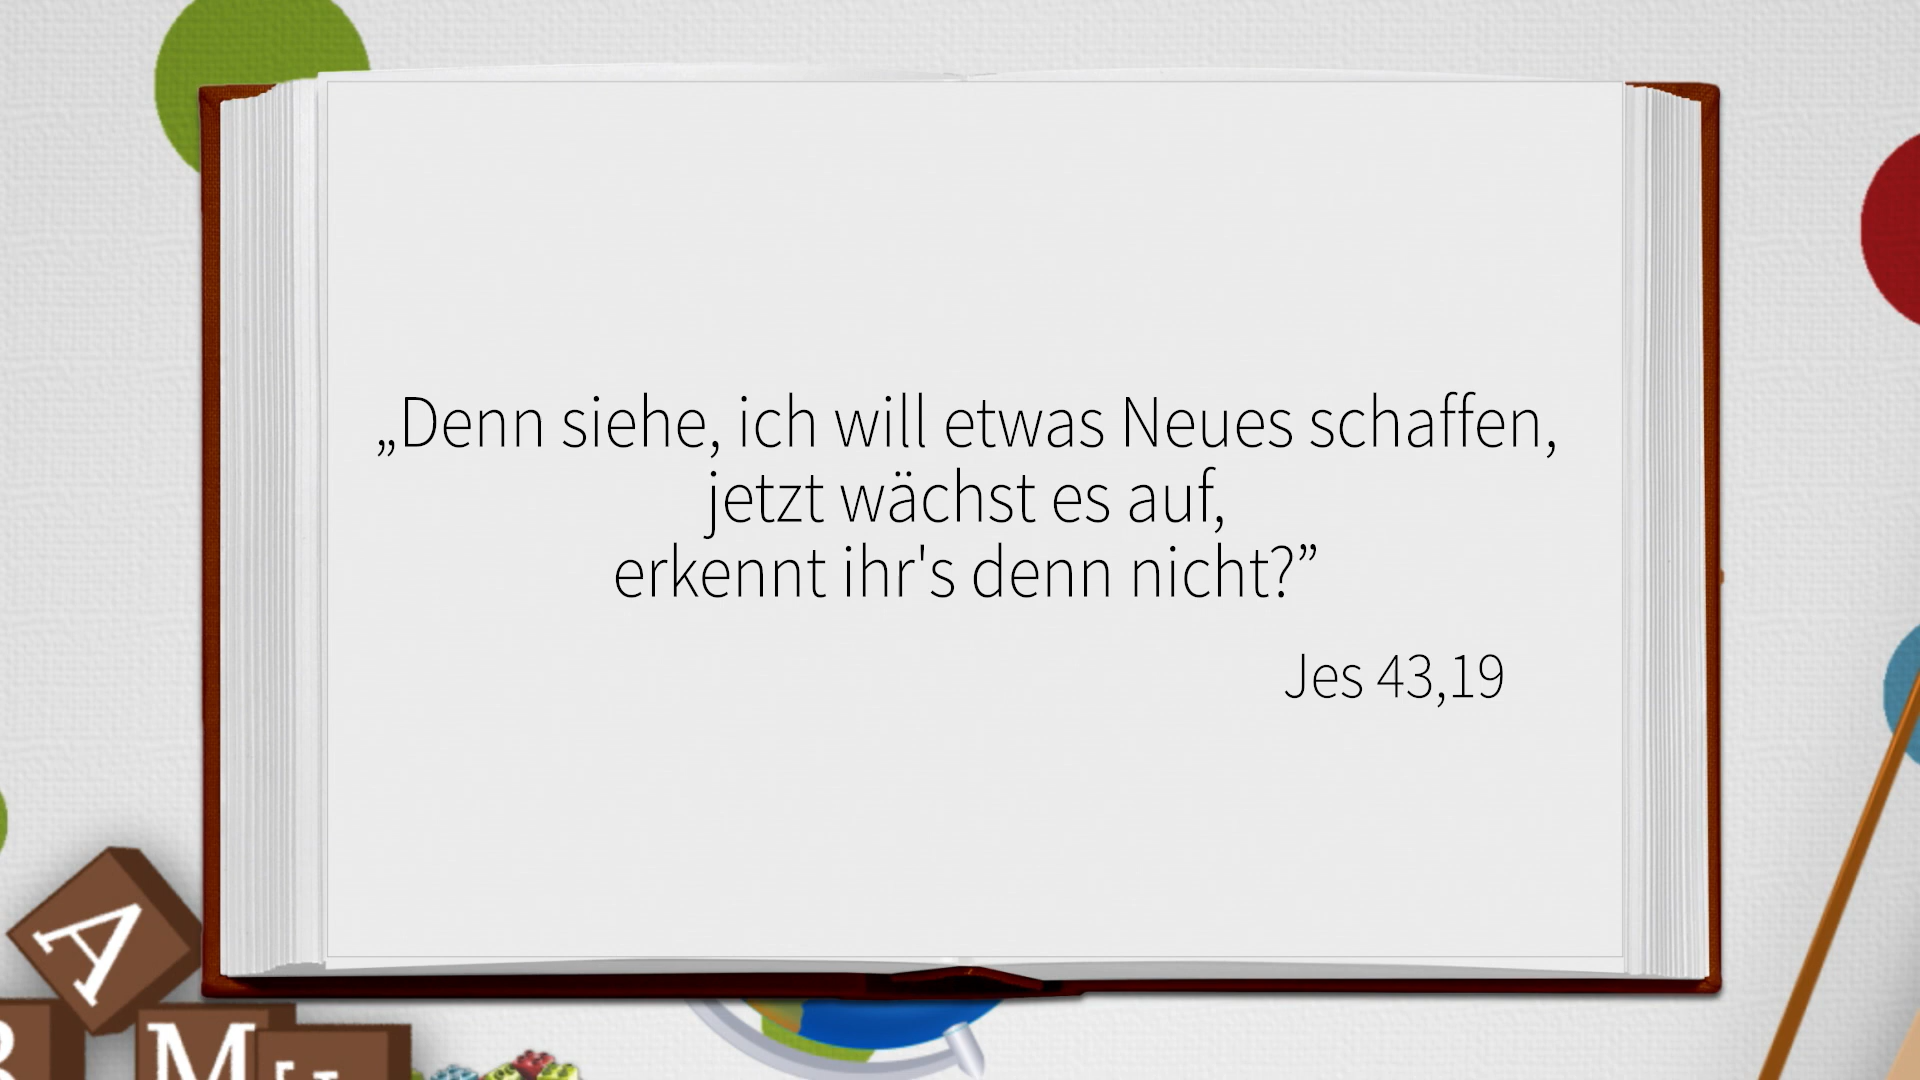 „Denn siehe, ich will etwas Neues schaffen,
jetzt wächst es auf,
erkennt ihr's denn nicht?”
Jes 43,19
A
M